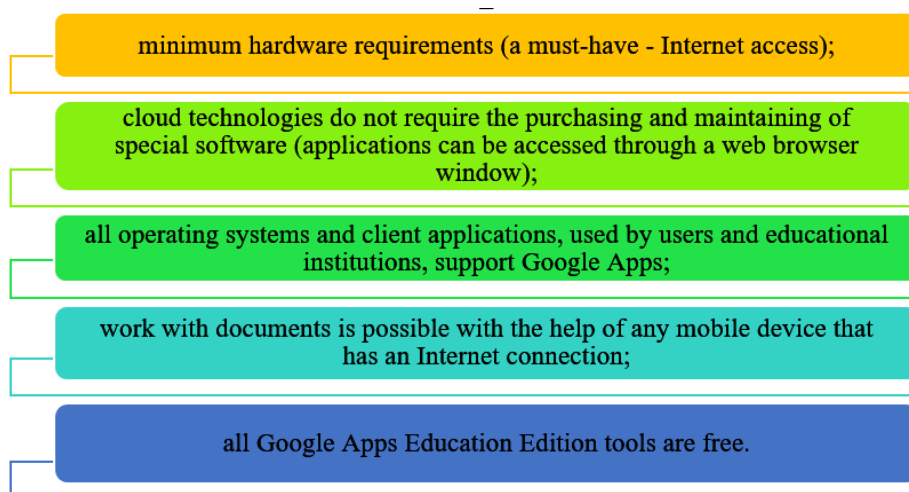 minimum hardware requirements (a must-have - Internet access);
cloud technologies do not require the purchasing and maintaining of
special software (applications can be accessed through a web browser
window);
all operating systems and client applications, used by users and educational
institutions, support Google Apps;
work with documents is possible with the help of any mobile device that
has an Internet connection;
all Google Apps Education Edition tools are free.